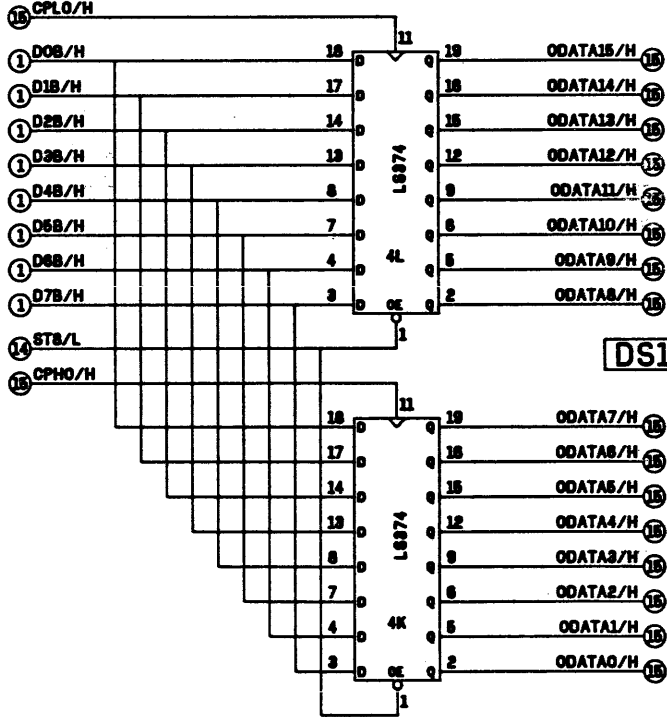 15 CPLO/H
11
1 D0B/H 18 D Q 19 ODATA15/H 15
1 D1B/H 17 D Q 16 ODATA14/H 15
1 D2B/H 14 D Q 15 ODATA13/H 15
1 D3B/H 13 D Q 12 ODATA12/H 15
LS374
1 D4B/H 8 D Q 9 ODATA11/H 15
1 D5B/H 7 D Q 6 ODATA10/H 15
4L
1 D6B/H 4 D Q 5 ODATA9/H 15
1 D7B/H 3 D OE Q 2 ODATA8/H 15
1
14 ST8/L
DS1
15 CPHO/H
11
18 D Q 19 ODATA7/H 15
17 D Q 16 ODATA6/H 15
14 D Q 15 ODATA5/H 15
13 D Q 12 ODATA4/H 15
LS374
8 D Q 9 ODATA3/H 15
7 D Q 6 ODATA2/H 15
4K
4 D Q 5 ODATA1/H 15
3 D OE Q 2 ODATA0/H 15
1